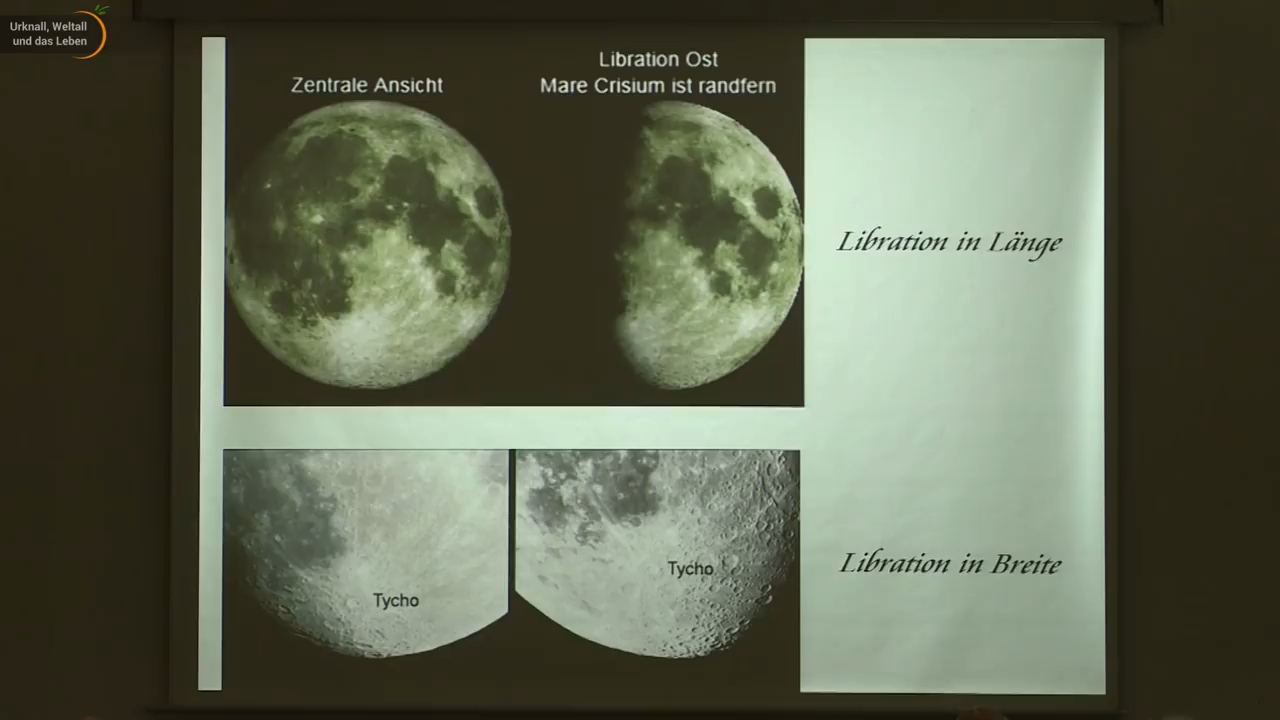 Urknall, Weltall
und das Leben
Zentrale Ansicht
Libration Ost
Mare Crisium ist randfern
Libration in Länge
Tycho
Tycho
Libration in Breite